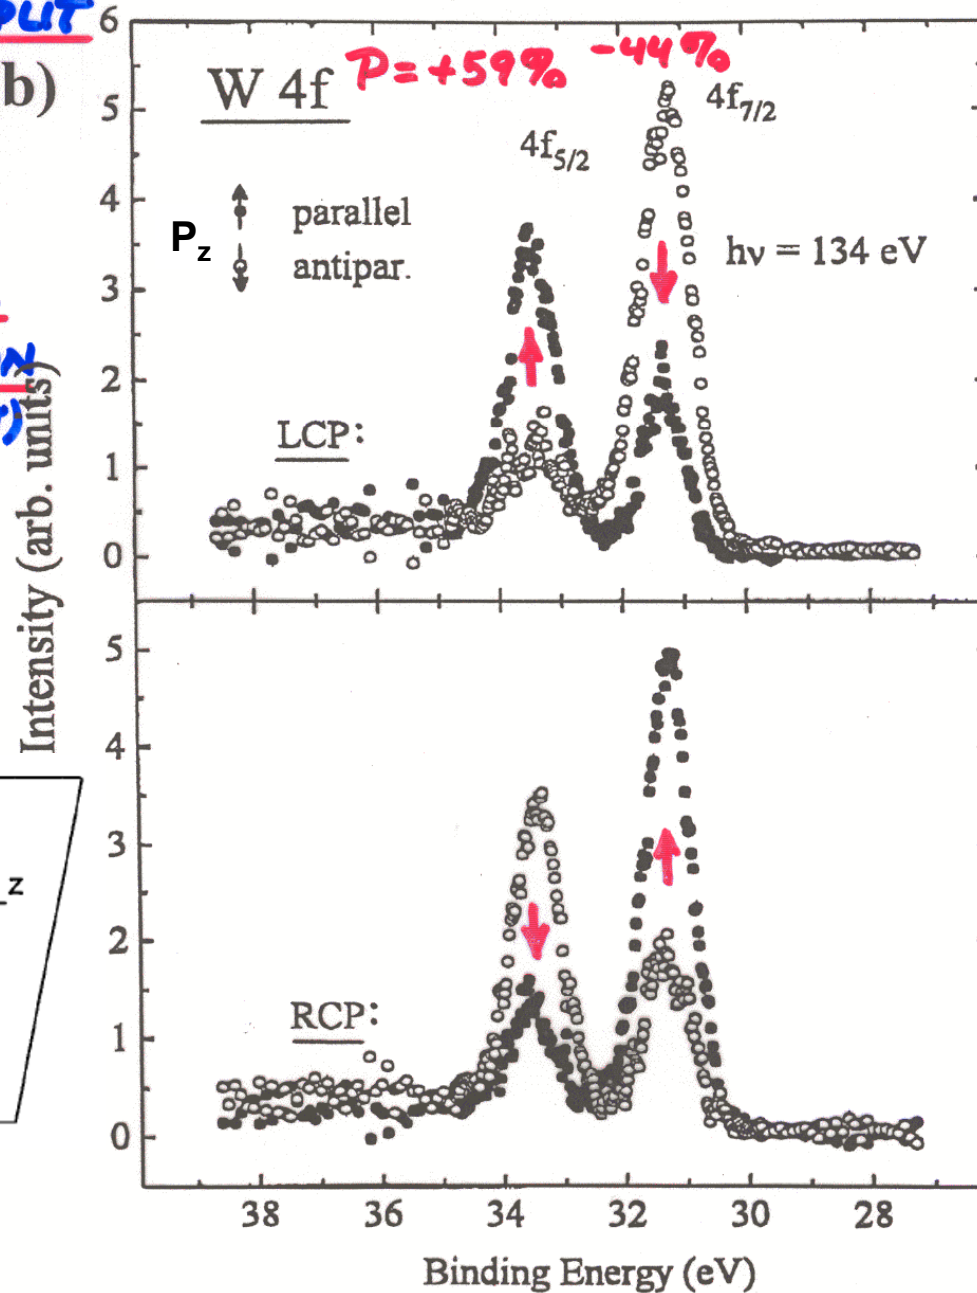 PLIT
b)
W 4f
P = +59% -44%
4f5/2
4f7/2
Pz
parallel
antipar.
hν = 134 eV
LCP:
RCP:
Intensity (arb. units)
6
5
4
3
2
1
0
5
4
3
2
1
0
z
38 36 34 32 30 28
Binding Energy (eV)